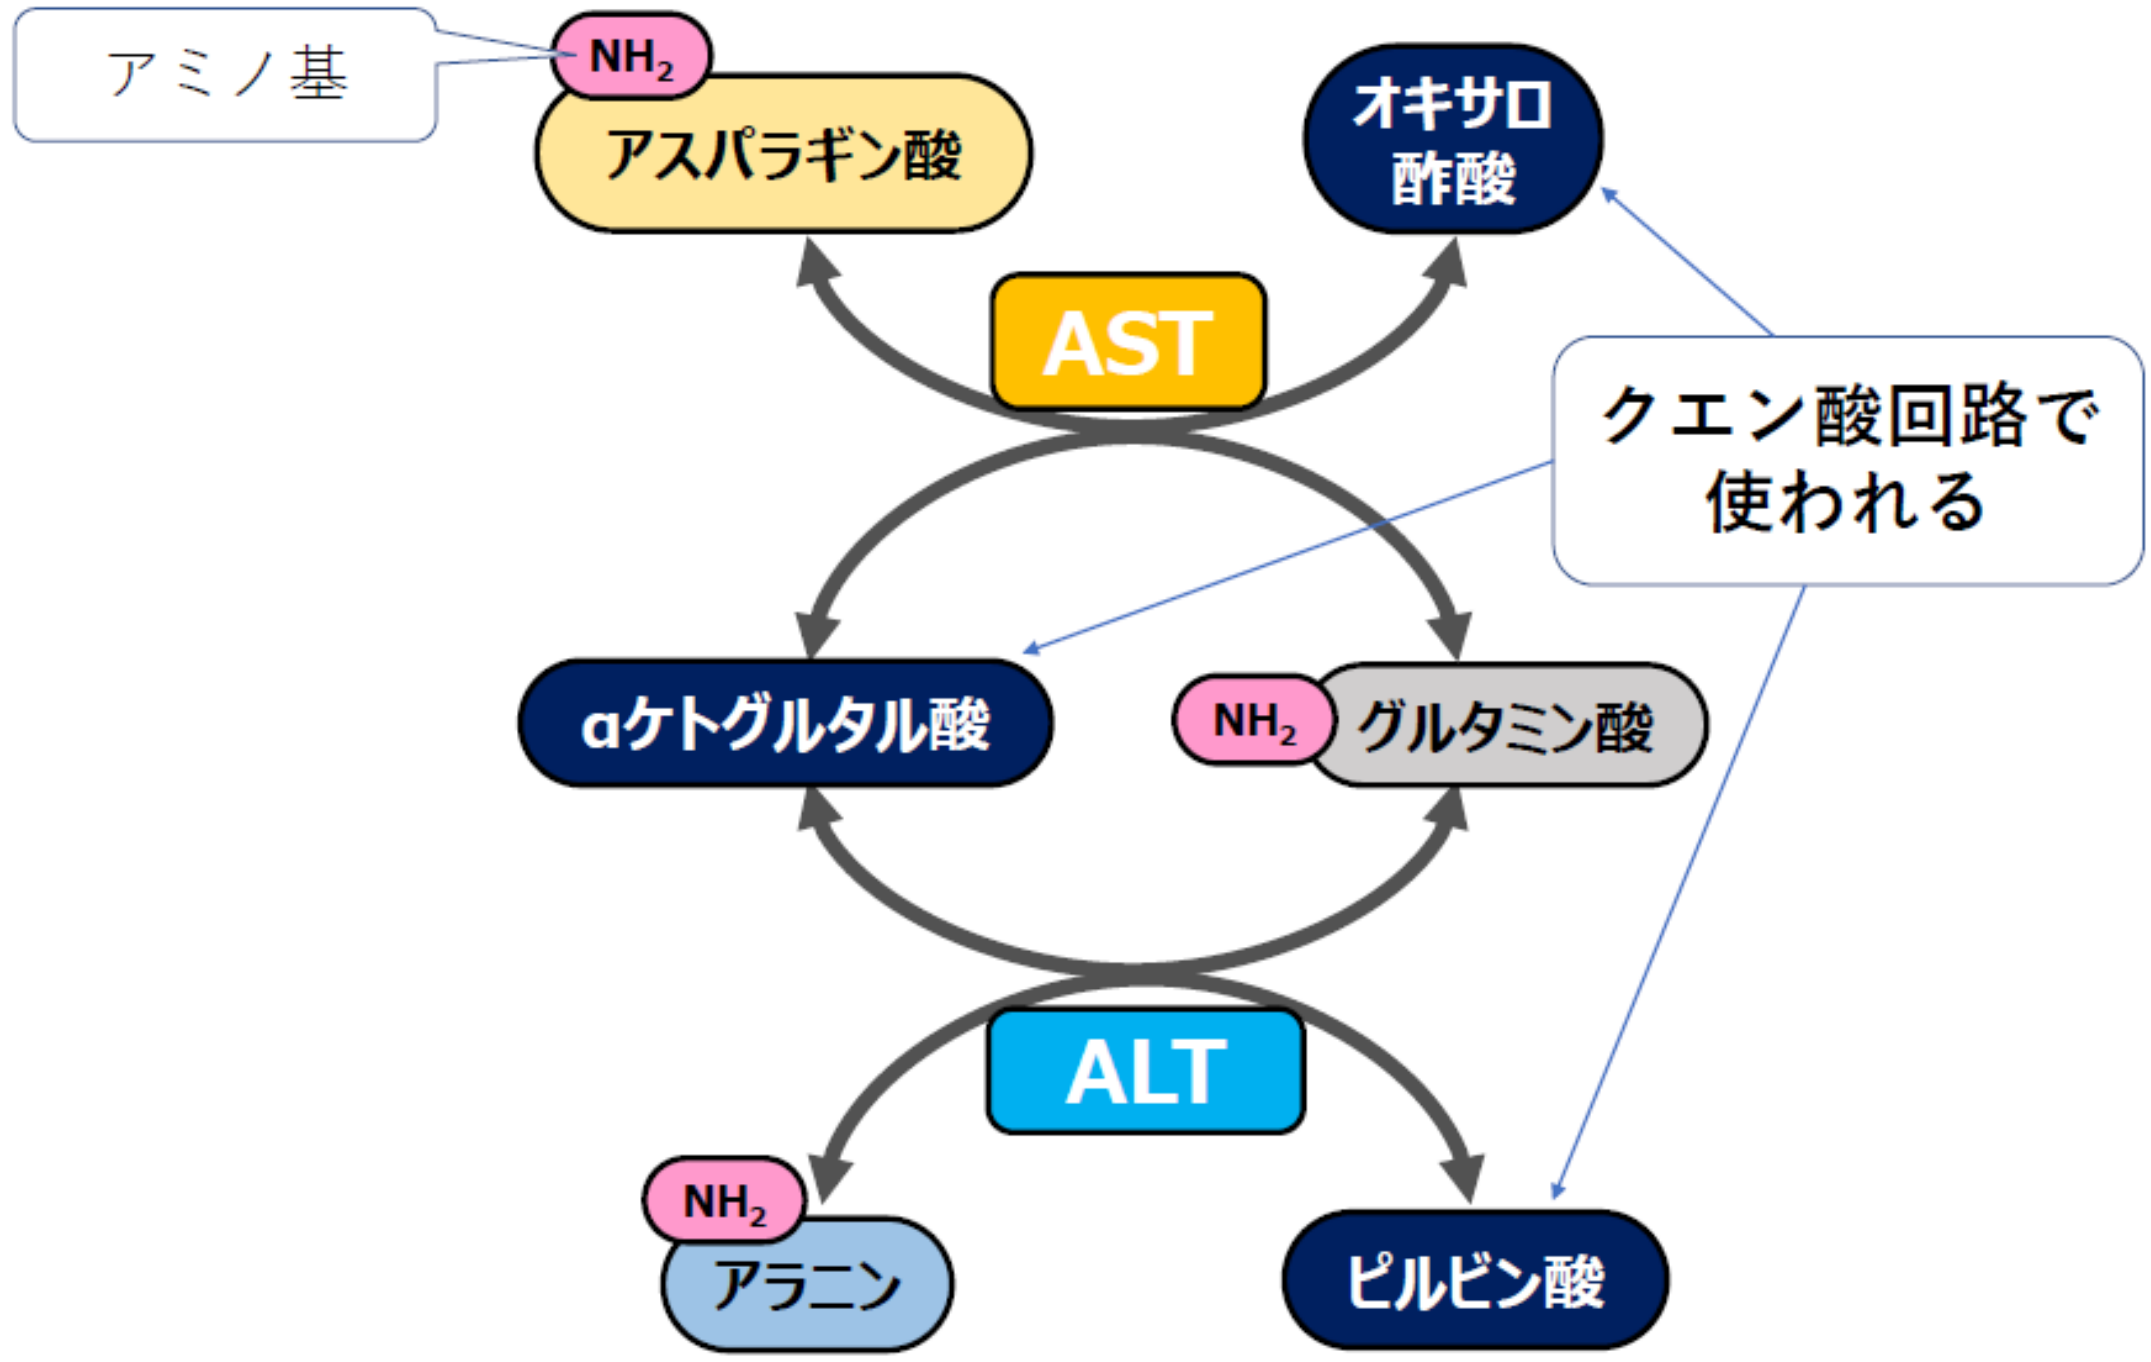 アミノ基
NH₂
アスパラギン酸
オキサロ
酢酸
AST
クエン酸回路で
使われる
αケトグルタル酸
NH₂
グルタミン酸
ALT
NH₂
アラニン
ピルビン酸